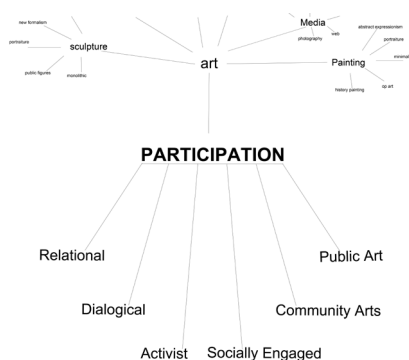 new formalism
portraiture
sculpture
public figures
monolithic
art
Media
web
photography
abstract expressionism
portraiture
minimal
Painting
history painting
op art
PARTICIPATION
Relational
Public Art
Dialogical
Community Arts
Activist
Socially Engaged